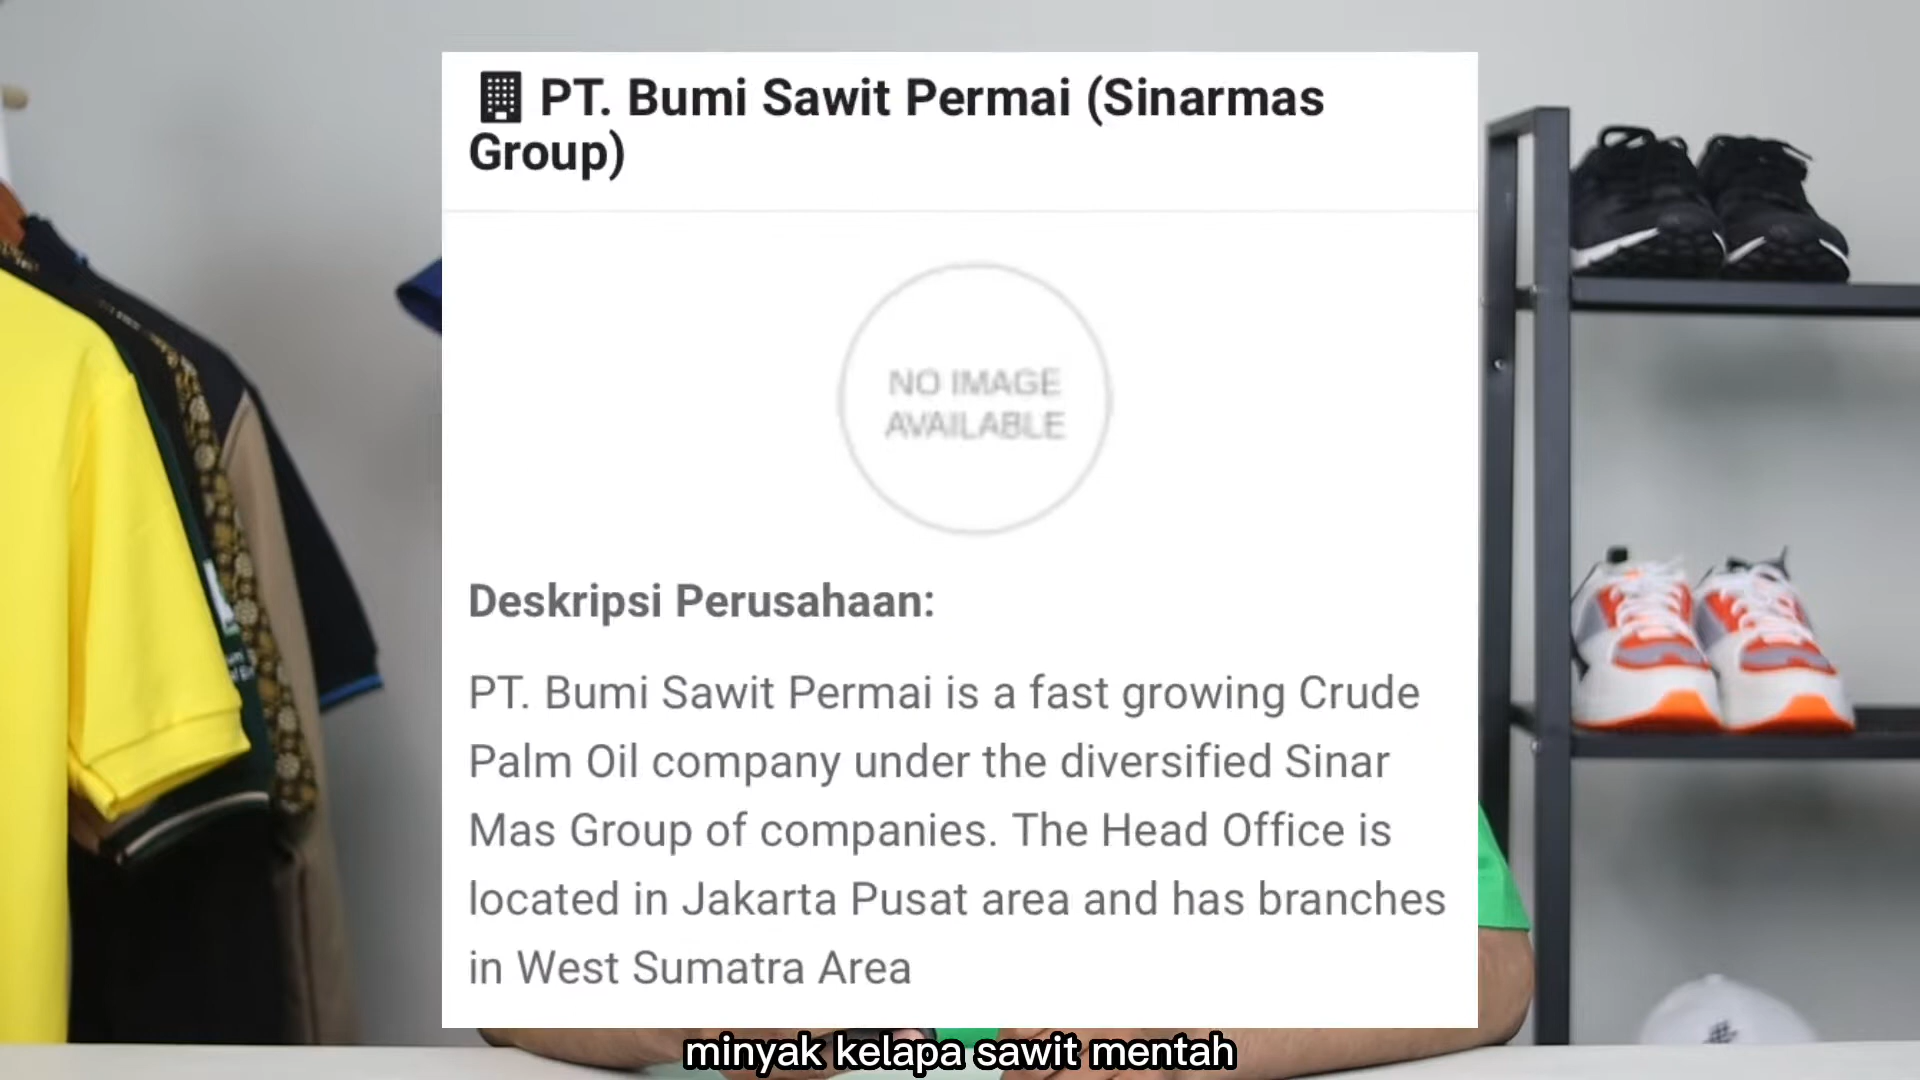 PT. Bumi Sawit Permai (Sinarmas
Group)
NO IMAGE
AVAILABLE
Deskripsi Perusahaan:
PT. Bumi Sawit Permai is a fast growing Crude
Palm Oil company under the diversified Sinar
Mas Group of companies. The Head Office is
located in Jakarta Pusat area and has branches
in West Sumatra Area
minyak kelapa sawit mentah